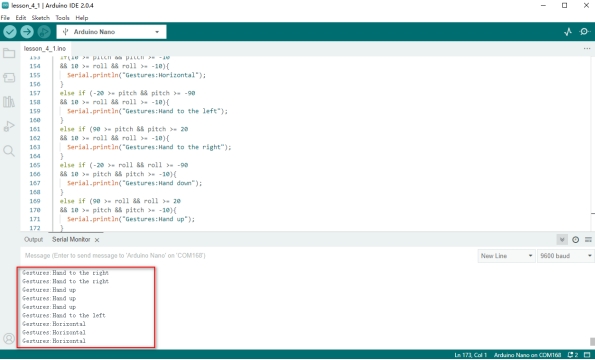 lesson_4_1 | Arduino IDE 2.0.4
File Edit Sketch Tools Help
Arduino Nano
lesson_4_1.ino
153 if(10 >= pitch && pitch >= -10
154 && 10 >= roll && roll >= -10){
155 Serial.println("Gestures:Horizontal");
156 }
157 else if (-20 >= pitch && pitch >= -90
158 && 10 >= roll && roll >= -10){
159 Serial.println("Gestures:Hand to the left");
160 }
161 else if (90 >= pitch && pitch >= 20
162 && 10 >= roll && roll >= -10){
163 Serial.println("Gestures:Hand to the right");
164 }
165 else if (-20 >= roll && roll >= -90
166 && 10 >= pitch && pitch >= -10){
167 Serial.println("Gestures:Hand down");
168 }
169 else if (90 >= roll && roll >= 20
170 && 10 >= pitch && pitch >= -10){
171 Serial.println("Gestures:Hand up");
172 }
Output Serial Monitor
Message (Enter to send message to 'Arduino Nano' on 'COM168')
New Line
9600 baud
Gestures:Hand to the right
Gestures:Hand to the right
Gestures:Hand up
Gestures:Hand up
Gestures:Hand up
Gestures:Hand to the left
Gestures:Horizontal
Gestures:Horizontal
Gestures:Horizontal
Ln 173, Col 1 Arduino Nano on COM168 2